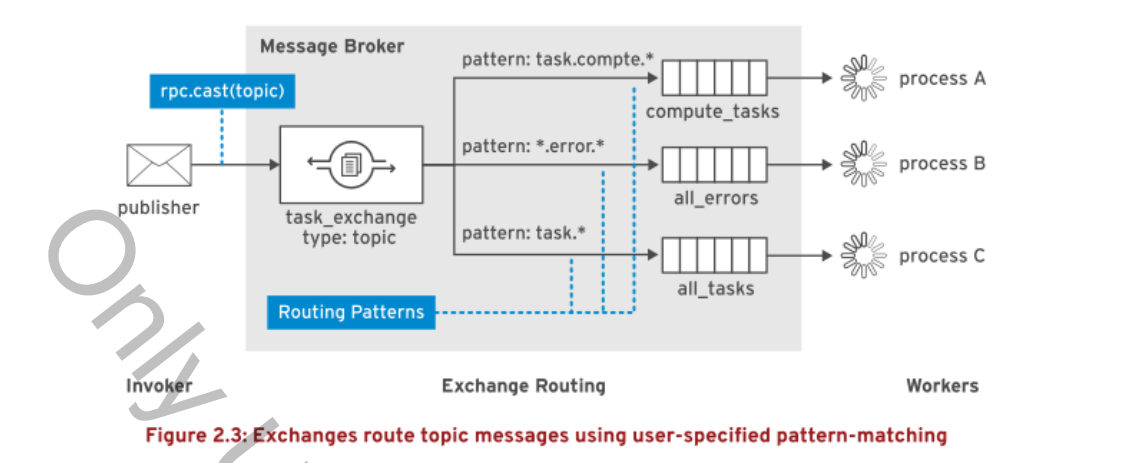 Message Broker
rpc.cast(topic)
pattern: task.compte.*
compute_tasks
process A
pattern: *.error.*
all_errors
process B
publisher
task_exchange
type: topic
pattern: task.*
all_tasks
process C
Routing Patterns
Invoker
Exchange Routing
Workers
Figure 2.3: Exchanges route topic messages using user-specified pattern-matching
Only